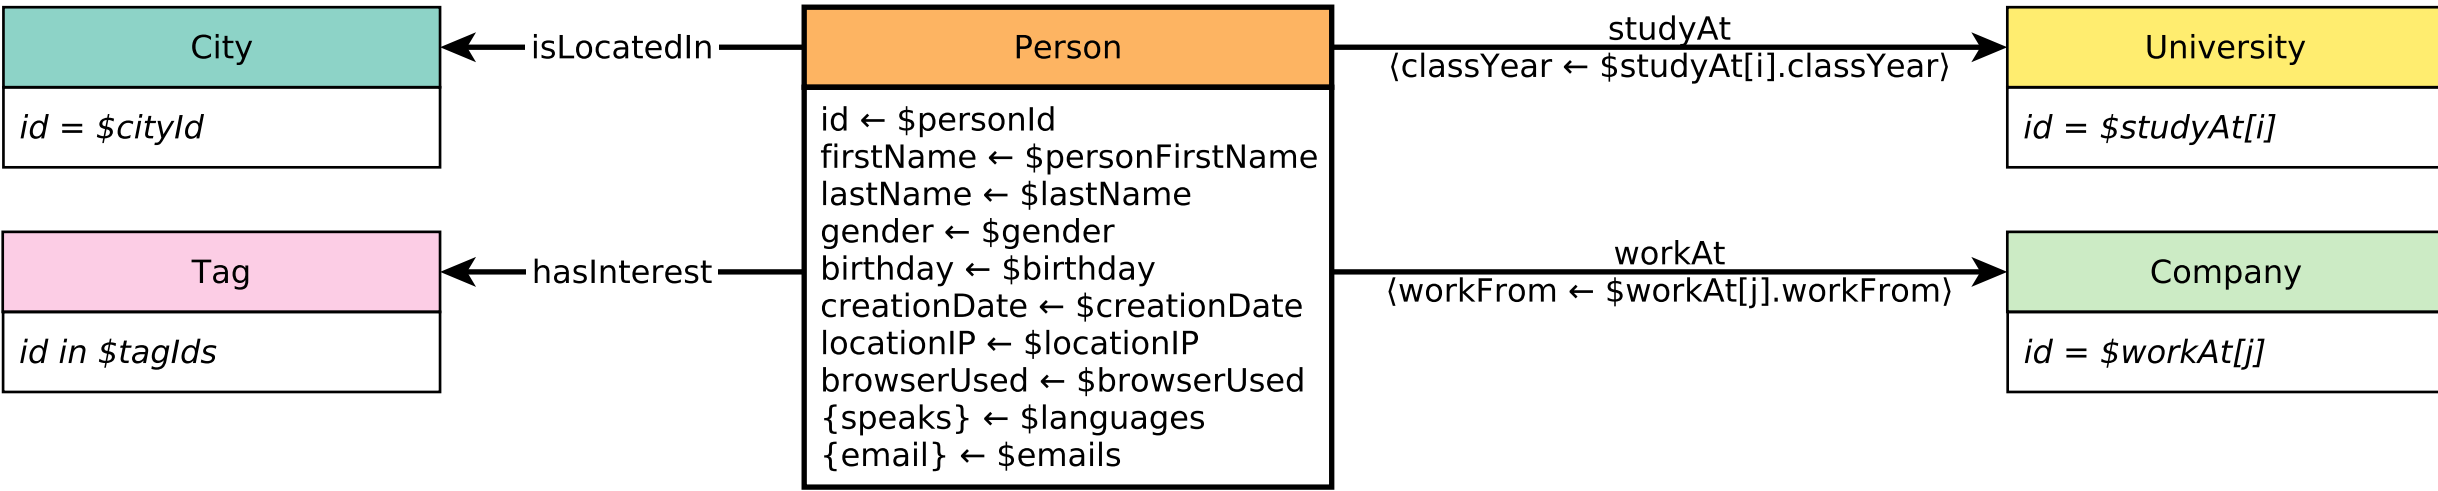 City
id = $cityId
isLocatedIn
Tag
id in $tagIds
hasInterest
Person
id ← $personId
firstName ← $personFirstName
lastName ← $lastName
gender ← $gender
birthday ← $birthday
creationDate ← $creationDate
locationIP ← $locationIP
browserUsed ← $browserUsed
{speaks} ← $languages
{email} ← $emails
studyAt
⟨classYear ← $studyAt[i].classYear⟩
University
id = $studyAt[i]
workAt
⟨workFrom ← $workAt[j].workFrom⟩
Company
id = $workAt[j]